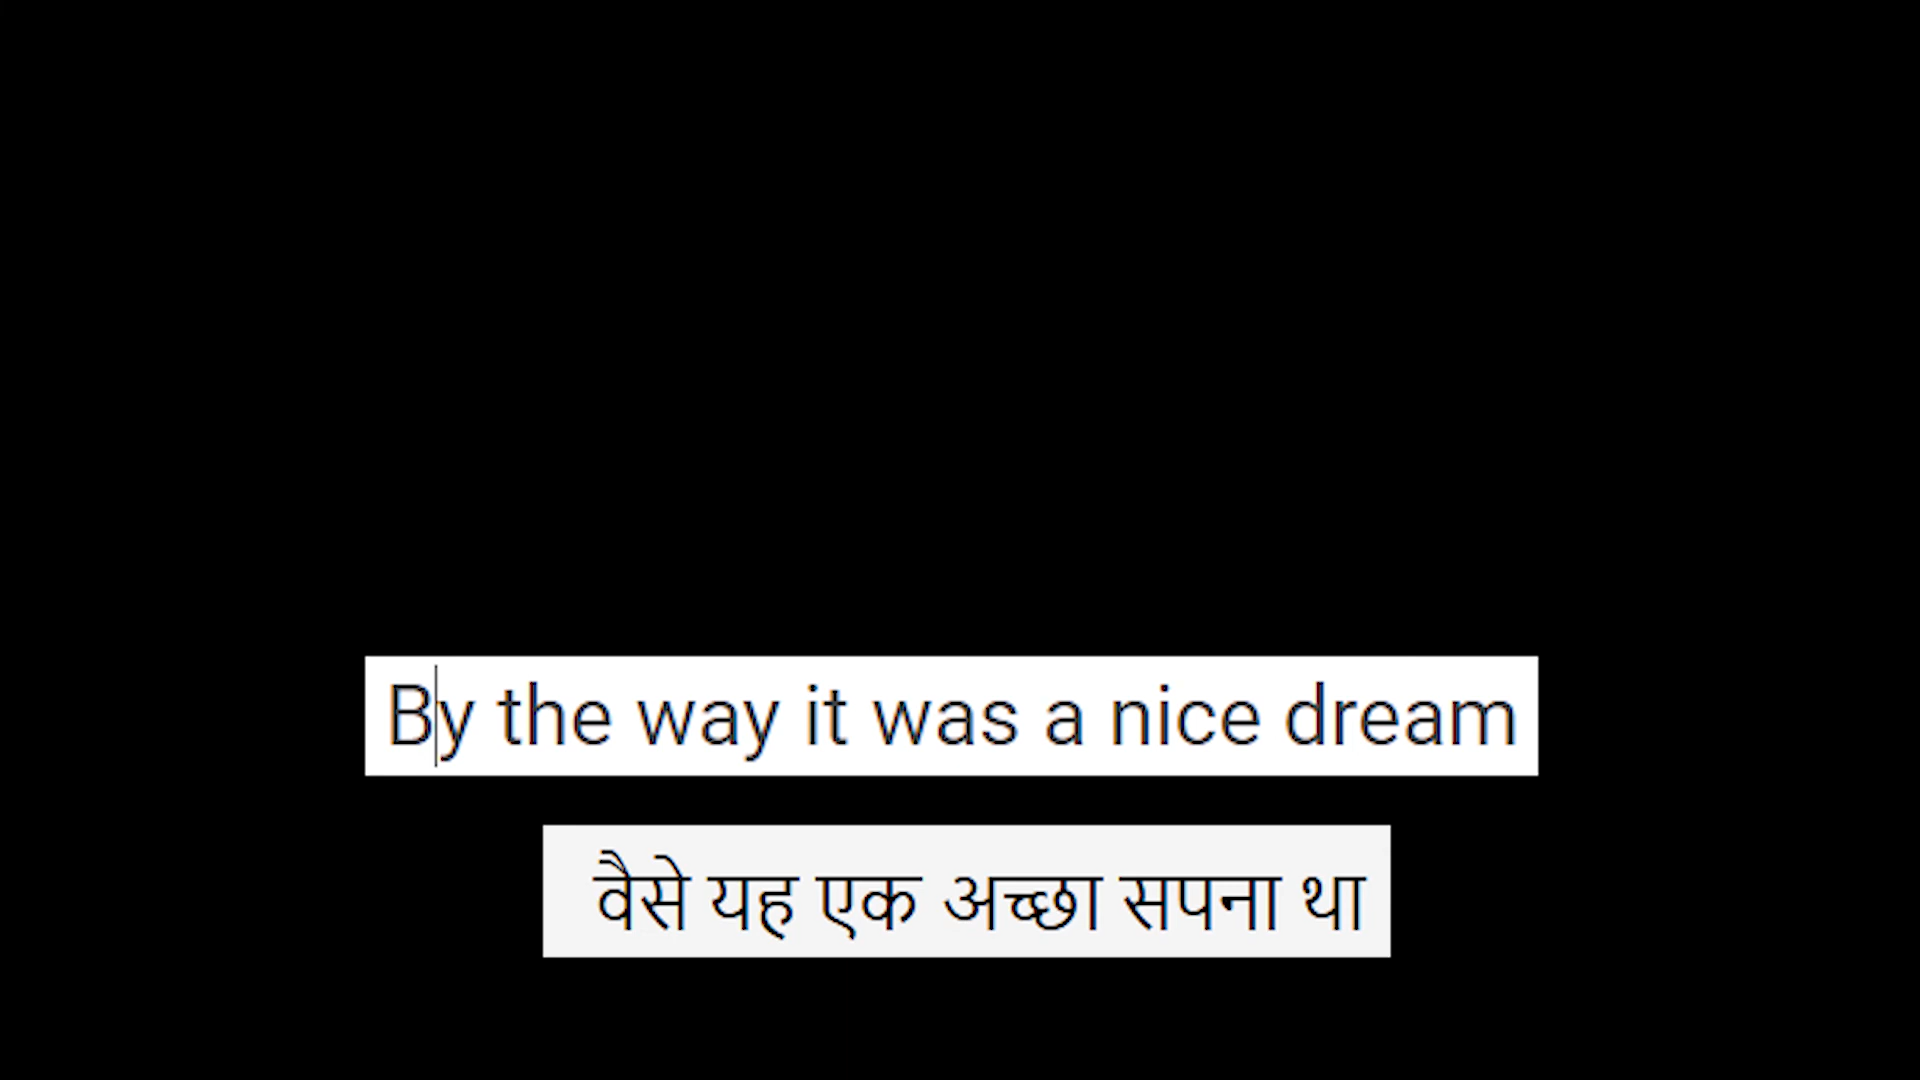 By the way it was a nice dream
वैसे यह एक अच्छा सपना था